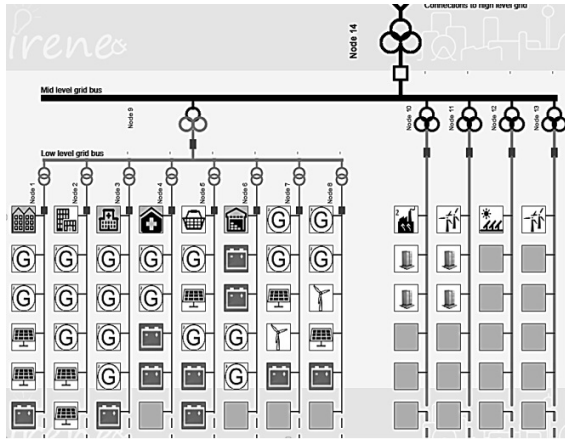 Connections to high level grid
irene
Node 14
Mid level grid bus
Node 9
Node 10
Node 11
Node 12
Node 13
Low level grid bus
Node 1
Node 2
Node 3
Node 4
Node 5
Node 6
Node 7
Node 8
2
G G
G G G G G G G
G G G G G
G G G G
G G G
G
irene